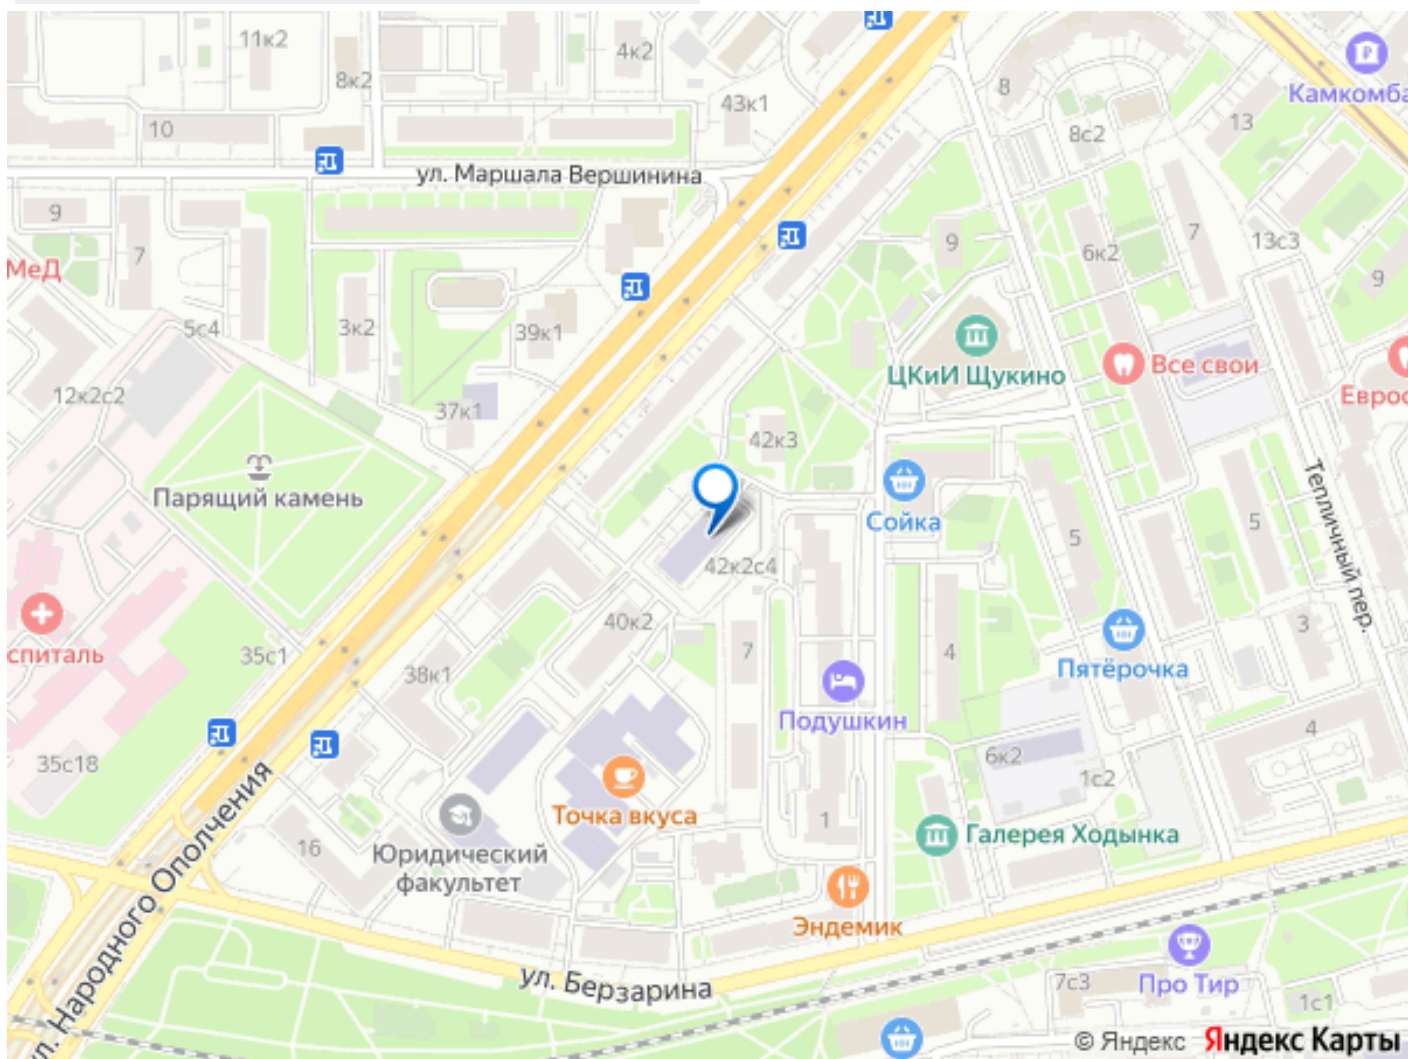 11к2
4к2
8к2
43к1
8
Камкомба
13
10
8с2
ул. Маршала Вершинина
9
7
МеД
9
6к2
7
13с3
9
5с4
3к2
39к1
ЦКиИ Щукино
Все свои
Еврос
12к2с2
37к1
42к3
Парящий камень
Сойка
5
5
Тепличный пер.
42к2с4
спиталь
35с1
40к2
38к1
7
4
3
Пятёрочка
Подушкин
35с18
6к2
1с2
4
Точка вкуса
1
Галерея Ходынка
16
Юридический
факультет
Эндемик
ул. Народного Ополчения
ул. Берзарина
7с3
Про Тир
1с1
© Яндекс Яндекс Карты